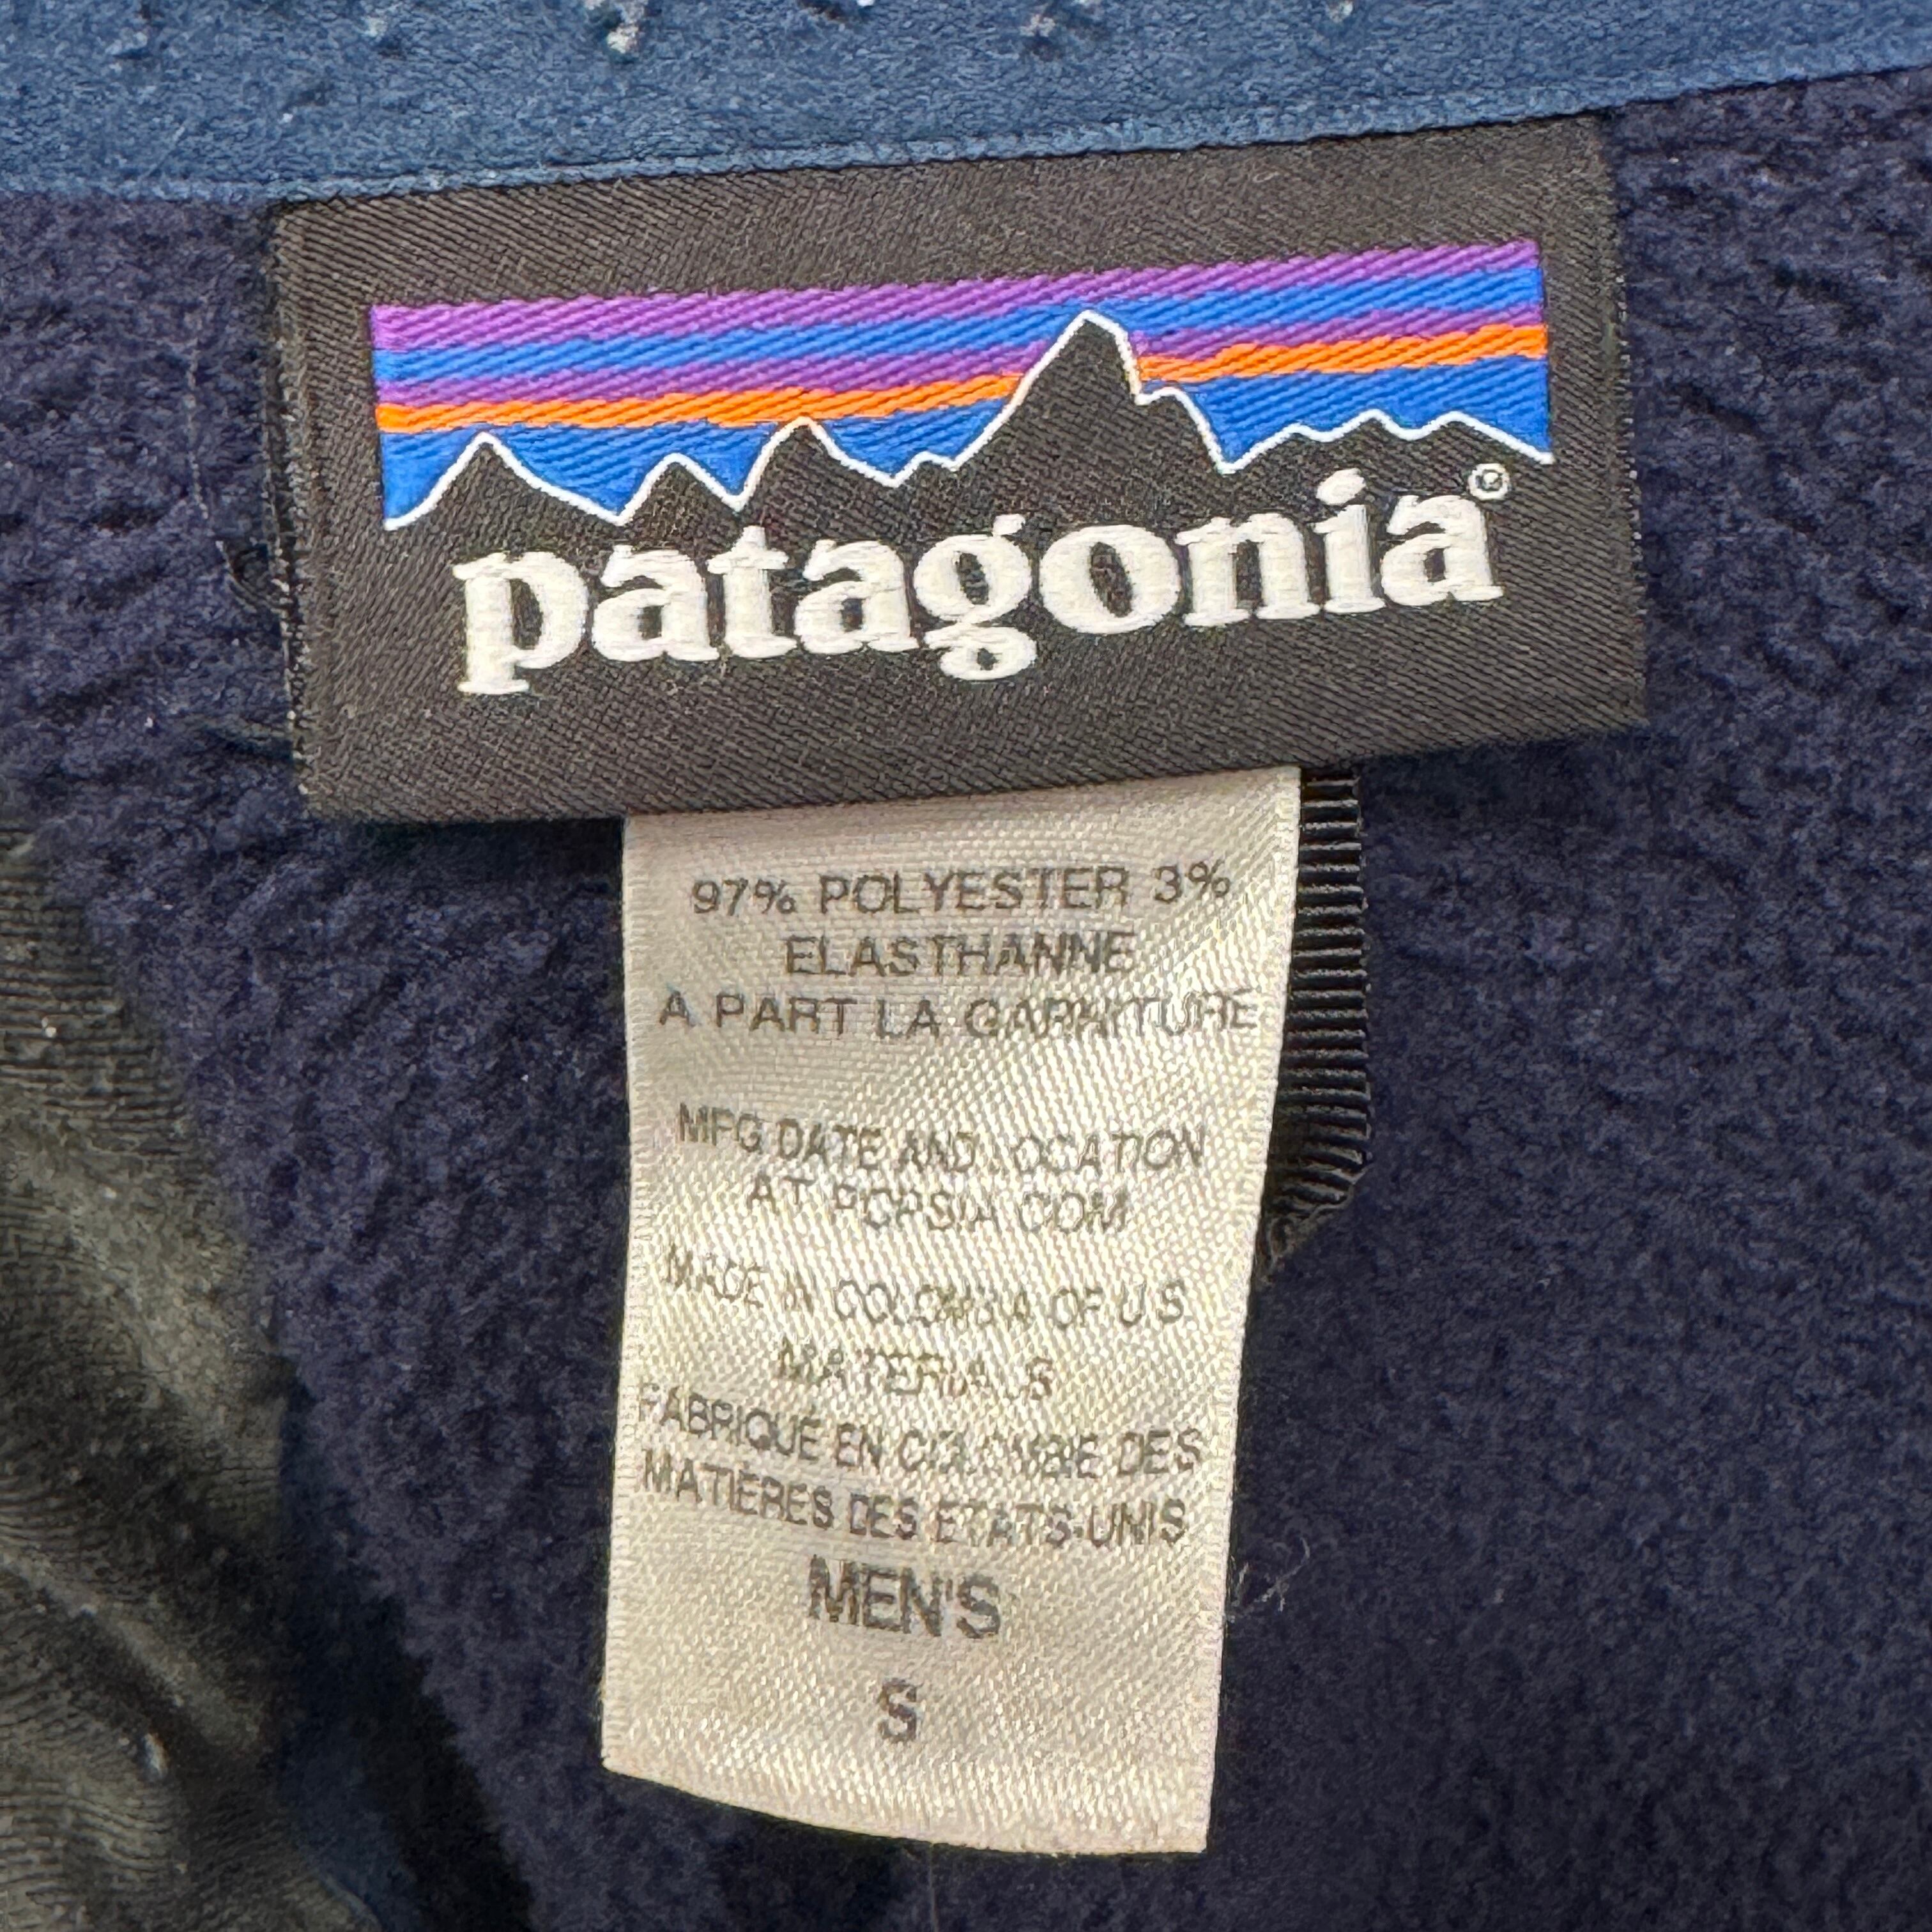 patagonia®
97% POLYESTER 3%
ELASTHANNE
A PART LA GARNITURE
MFG DATE AND LOCATION
AT PCPSIA.COM
MADE IN COLOMBIA OF U.S.
MATERIALS
FABRIQUÉ EN COLOMBIE DES
MATIÈRES DES ETATS-UNIS
MEN'S
S